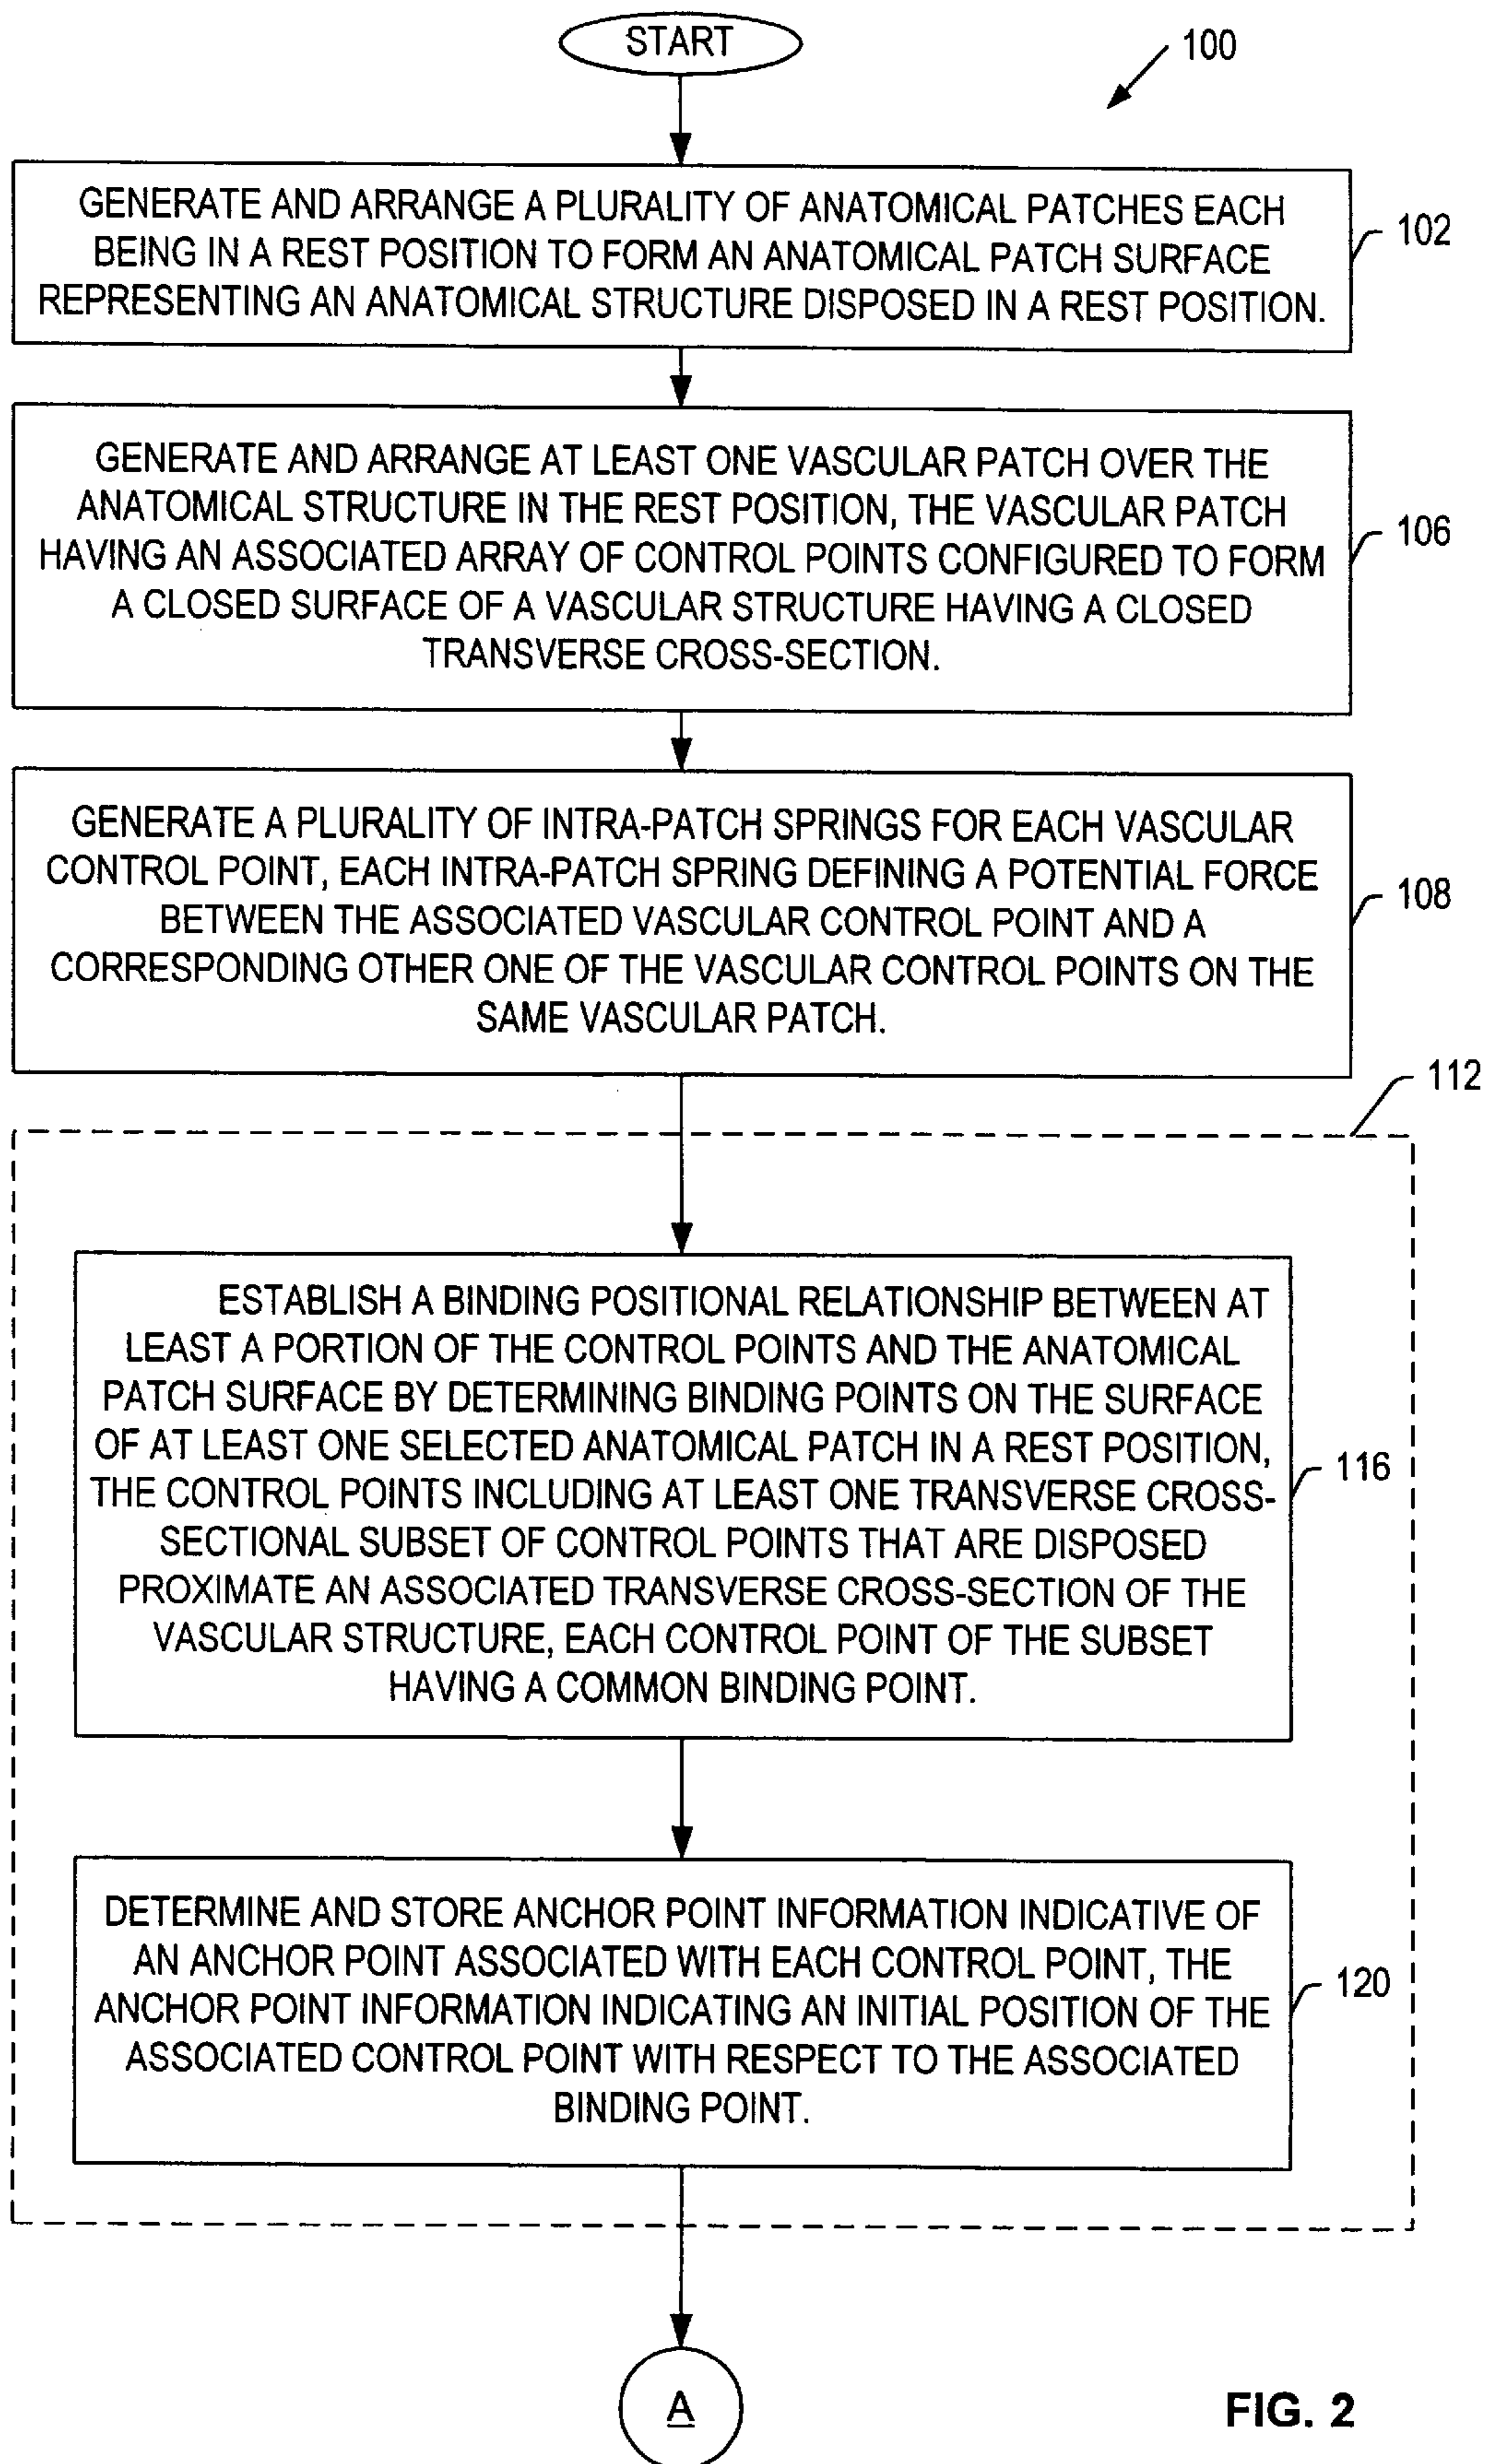 START
100
GENERATE AND ARRANGE A PLURALITY OF ANATOMICAL PATCHES EACH
BEING IN A REST POSITION TO FORM AN ANATOMICAL PATCH SURFACE
REPRESENTING AN ANATOMICAL STRUCTURE DISPOSED IN A REST POSITION.
102
GENERATE AND ARRANGE AT LEAST ONE VASCULAR PATCH OVER THE
ANATOMICAL STRUCTURE IN THE REST POSITION, THE VASCULAR PATCH
HAVING AN ASSOCIATED ARRAY OF CONTROL POINTS CONFIGURED TO FORM
A CLOSED SURFACE OF A VASCULAR STRUCTURE HAVING A CLOSED
TRANSVERSE CROSS-SECTION.
106
GENERATE A PLURALITY OF INTRA-PATCH SPRINGS FOR EACH VASCULAR
CONTROL POINT, EACH INTRA-PATCH SPRING DEFINING A POTENTIAL FORCE
BETWEEN THE ASSOCIATED VASCULAR CONTROL POINT AND A
CORRESPONDING OTHER ONE OF THE VASCULAR CONTROL POINTS ON THE
SAME VASCULAR PATCH.
108
112
ESTABLISH A BINDING POSITIONAL RELATIONSHIP BETWEEN AT
LEAST A PORTION OF THE CONTROL POINTS AND THE ANATOMICAL
PATCH SURFACE BY DETERMINING BINDING POINTS ON THE SURFACE
OF AT LEAST ONE SELECTED ANATOMICAL PATCH IN A REST POSITION,
THE CONTROL POINTS INCLUDING AT LEAST ONE TRANSVERSE CROSS-
SECTIONAL SUBSET OF CONTROL POINTS THAT ARE DISPOSED
PROXIMATE AN ASSOCIATED TRANSVERSE CROSS-SECTION OF THE
VASCULAR STRUCTURE, EACH CONTROL POINT OF THE SUBSET
HAVING A COMMON BINDING POINT.
116
DETERMINE AND STORE ANCHOR POINT INFORMATION INDICATIVE OF
AN ANCHOR POINT ASSOCIATED WITH EACH CONTROL POINT, THE
ANCHOR POINT INFORMATION INDICATING AN INITIAL POSITION OF THE
ASSOCIATED CONTROL POINT WITH RESPECT TO THE ASSOCIATED
BINDING POINT.
120
A
FIG. 2